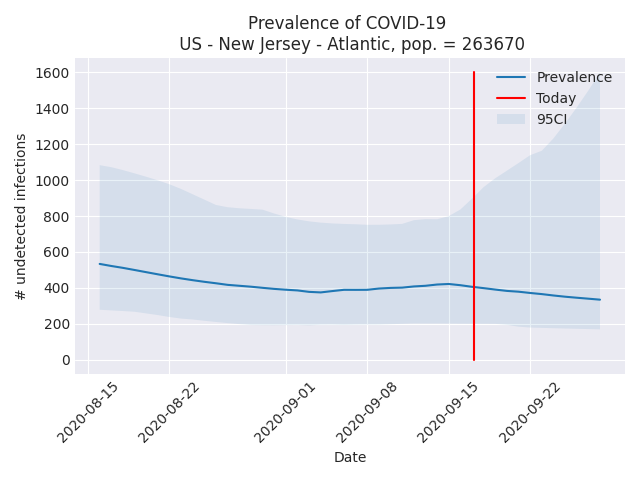 Prevalence of COVID-19
US - New Jersey - Atlantic, pop. = 263670
Prevalence
Today
95CI
# undetected infections
1600
1400
1200
1000
800
600
400
200
0
2020-08-15
2020-08-22
2020-09-01
2020-09-08
2020-09-15
2020-09-22
Date